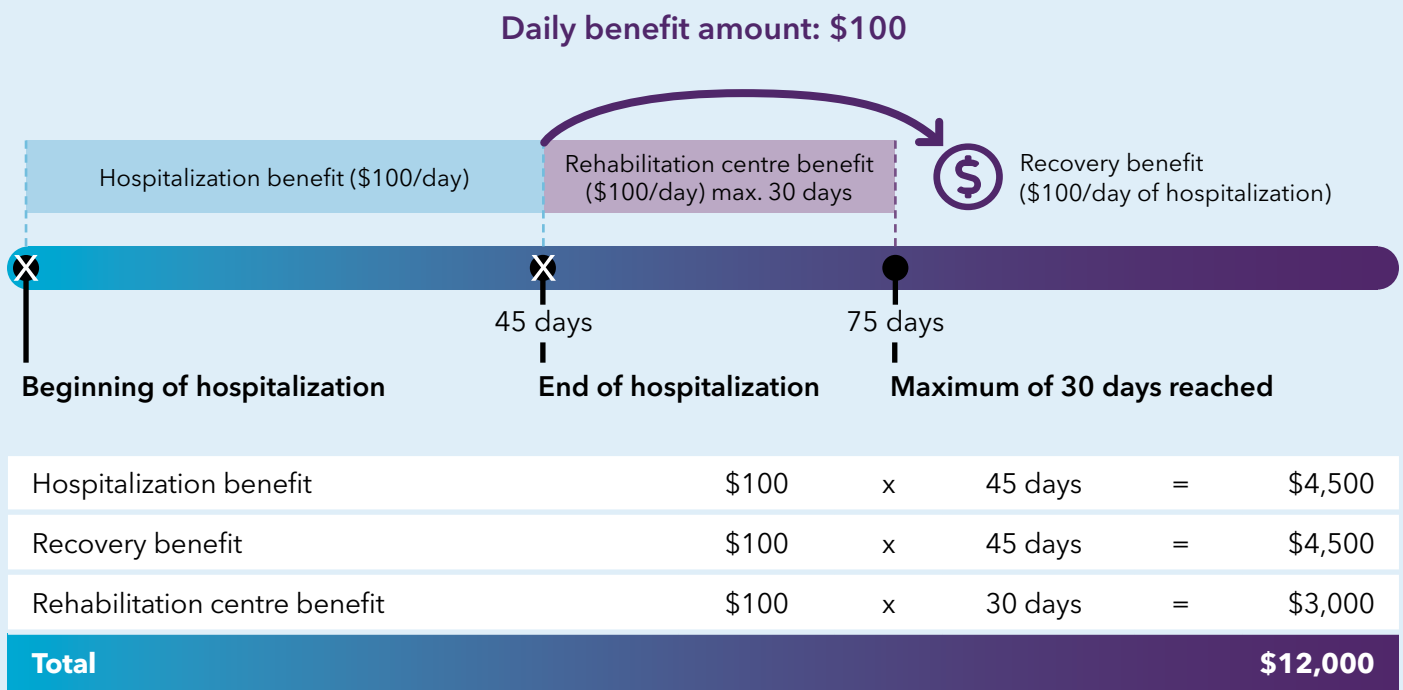 Daily benefit amount: $100
Hospitalization benefit ($100/day)
Rehabilitation centre benefit
($100/day) max. 30 days
$
Recovery benefit
($100/day of hospitalization)
X
X
45 days
75 days
Beginning of hospitalization
End of hospitalization
Maximum of 30 days reached
Hospitalization benefit $100 x 45 days = $4,500
Recovery benefit $100 x 45 days = $4,500
Rehabilitation centre benefit $100 x 30 days = $3,000
Total $12,000